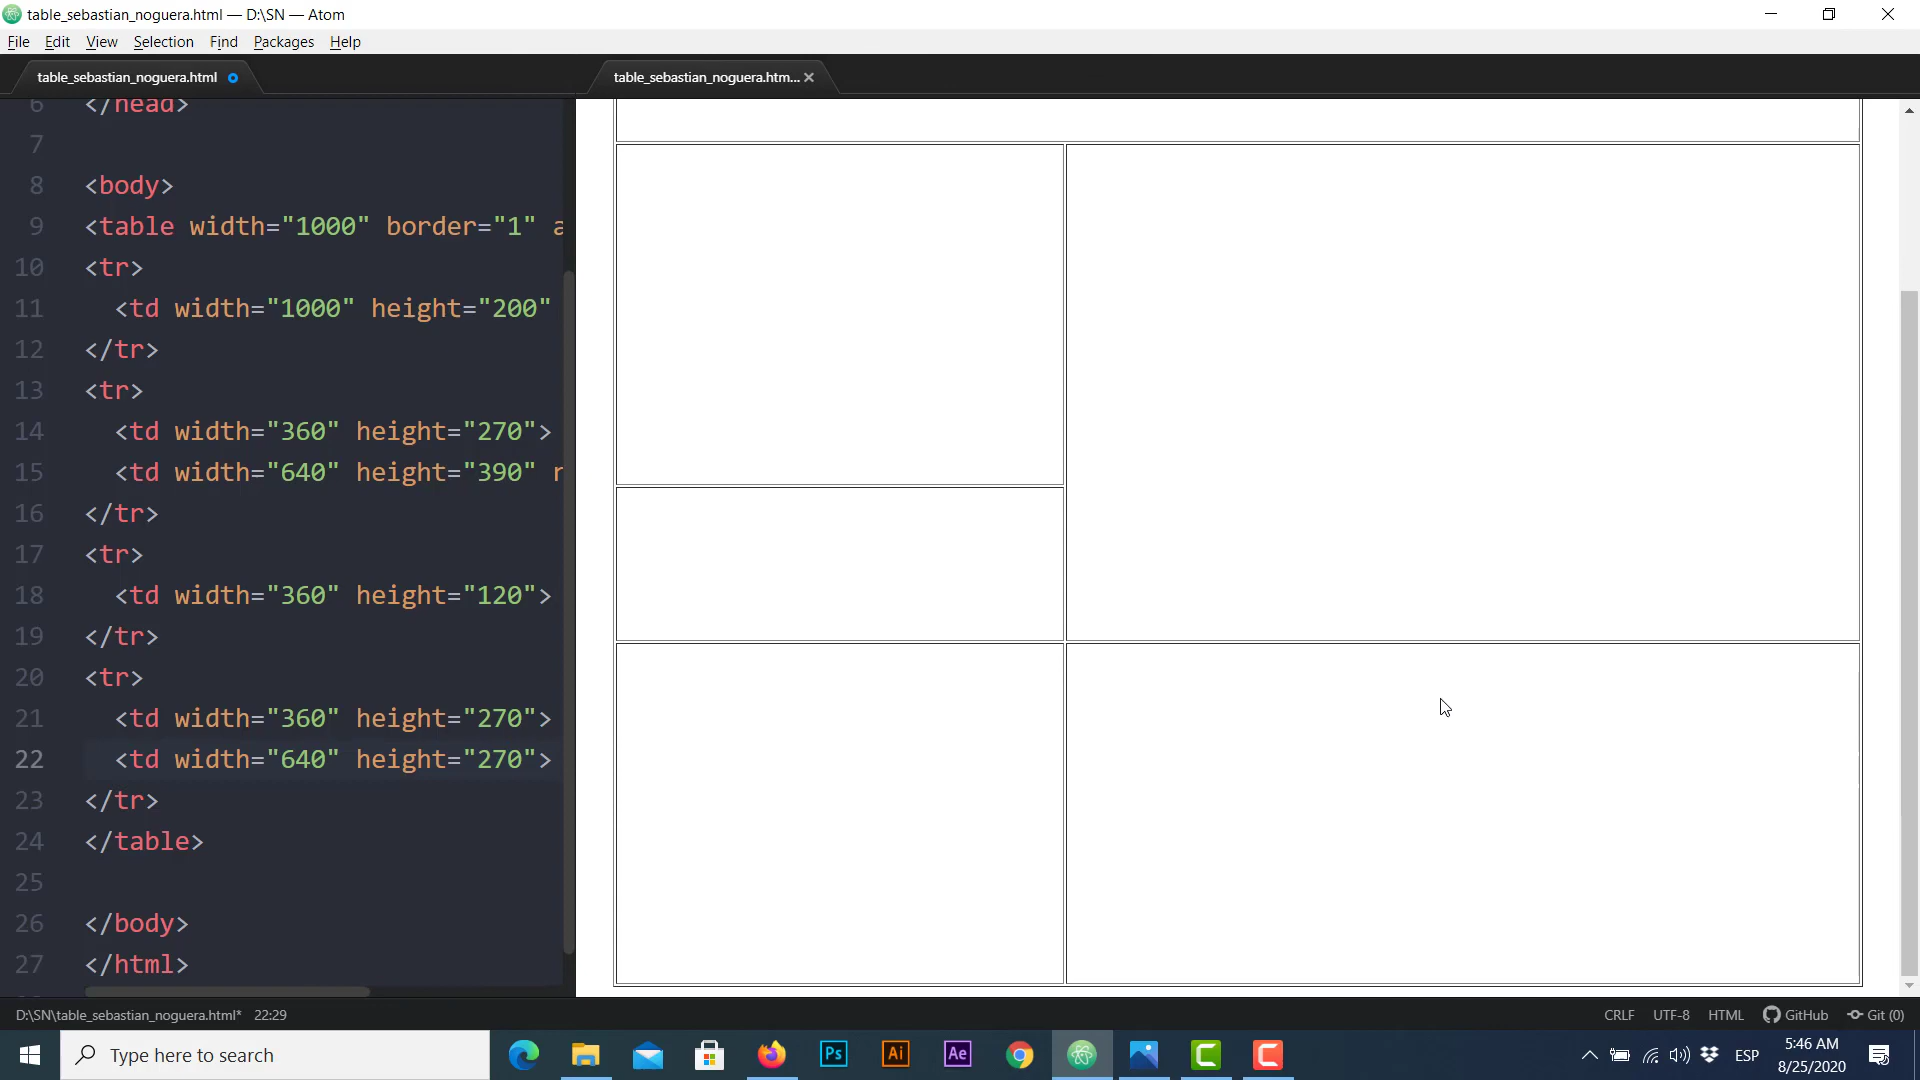 table_sebastian_noguera.html — D:\SN — Atom
File Edit View Selection Find Packages Help
table_sebastian_noguera.html
table_sebastian_noguera.htm...
6 </head>
7
8 <body>
9 <table width="1000" border="1" a
10 <tr>
11 <td width="1000" height="200"
12 </tr>
13 <tr>
14 <td width="360" height="270">
15 <td width="640" height="390" r
16 </tr>
17 <tr>
18 <td width="360" height="120">
19 </tr>
20 <tr>
21 <td width="360" height="270">
22 <td width="640" height="270">
23 </tr>
24 </table>
25
26 </body>
27 </html>
D:\SN\table_sebastian_noguera.html* 22:29
CRLF UTF-8 HTML GitHub Git (0)
Type here to search
Ps Ai Ae
ESP
5:46 AM
8/25/2020